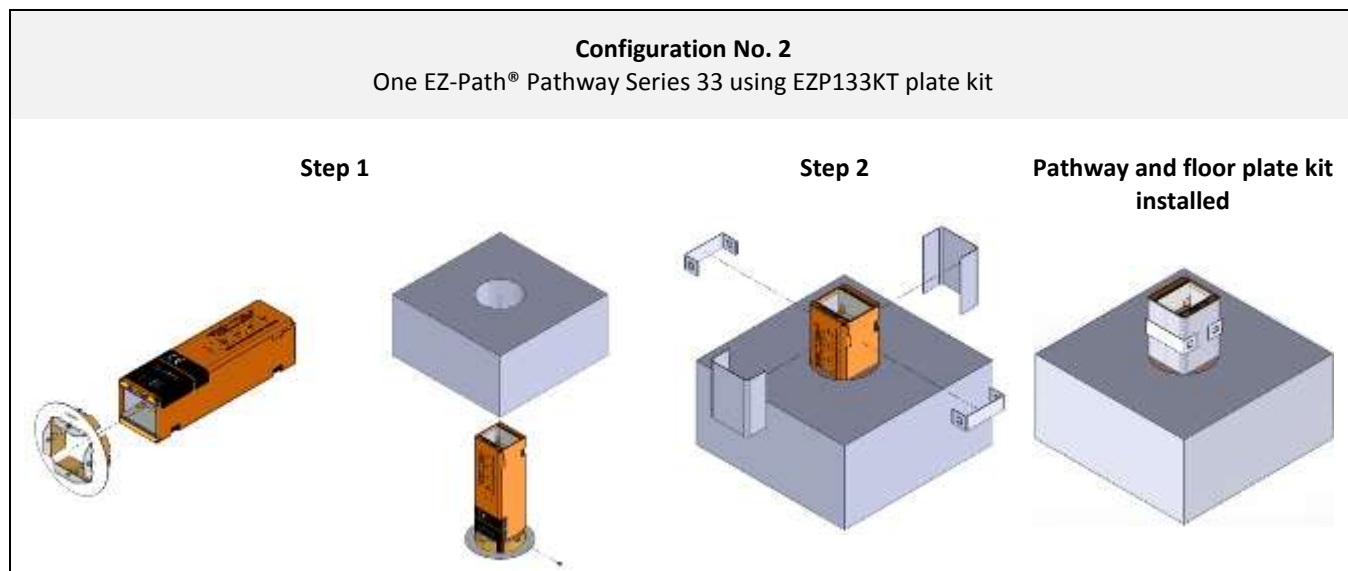 Configuration No. 2
One EZ-Path® Pathway Series 33 using EZP133KT plate kit
Step 1
Step 2
Pathway and floor plate kit
installed